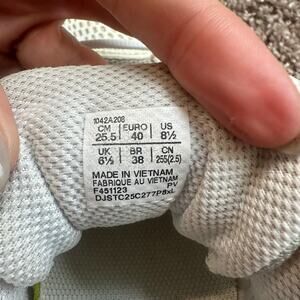 1042A208
CM EURO US
25.5 40 8½
UK BR CN
6½ 38 255(2.5)
MADE IN VIETNAM
FABRIQUE AU VIETNAM
F451123 PV
DJSTC25C277P8xL